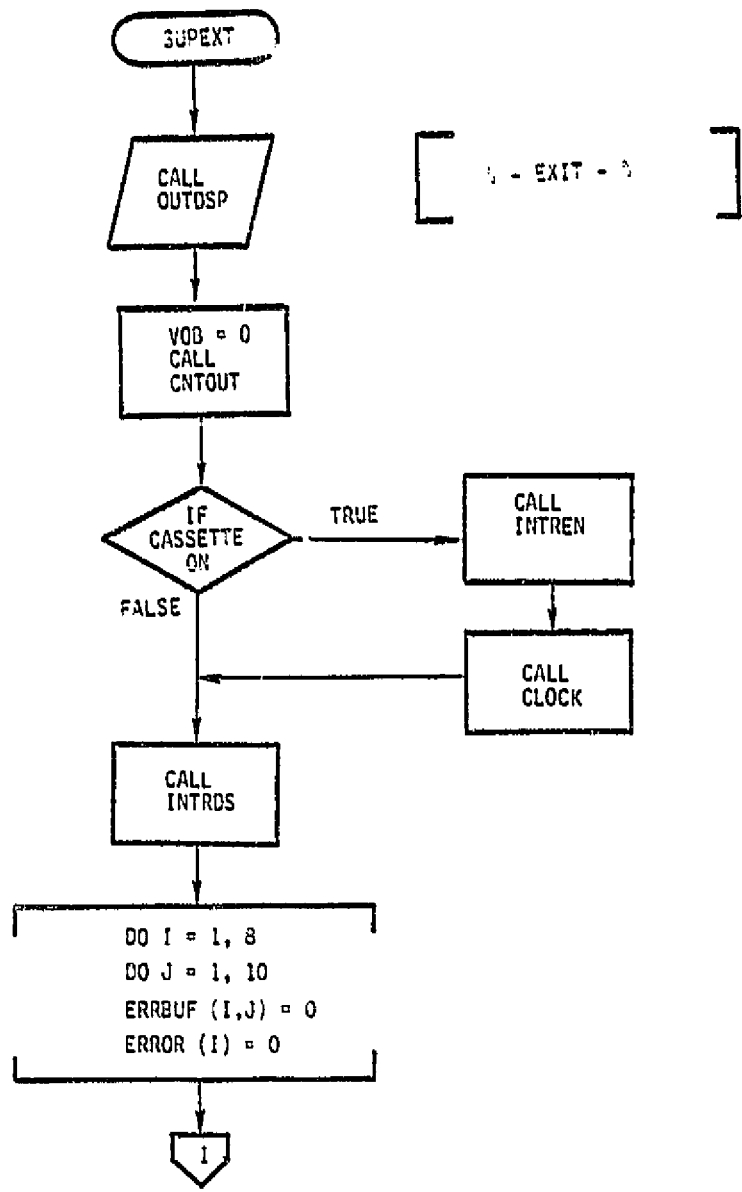 SUPEXT
CALL
OUTDSP
- EXIT -
VOB = 0
CALL
CNTOUT
IF
CASSETTE
ON
TRUE
FALSE
CALL
INTREN
CALL
CLOCK
CALL
INTRDS
DO I = 1, 8
DO J = 1, 10
ERRBUF (I,J) = 0
ERROR (I) = 0
1